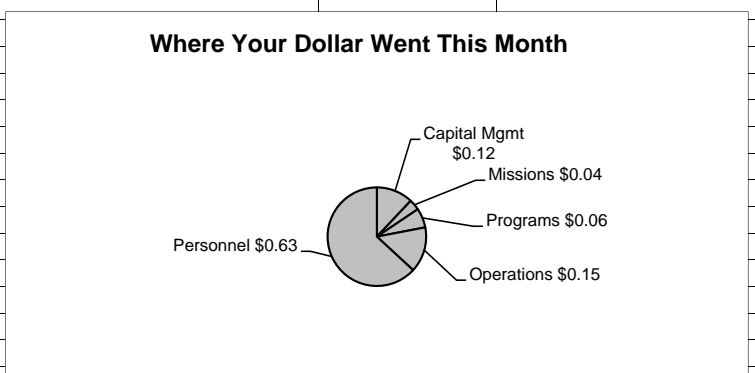 Where Your Dollar Went This Month
Capital Mgmt
$0.12
Missions $0.04
Programs $0.06
Personnel $0.63
Operations $0.15